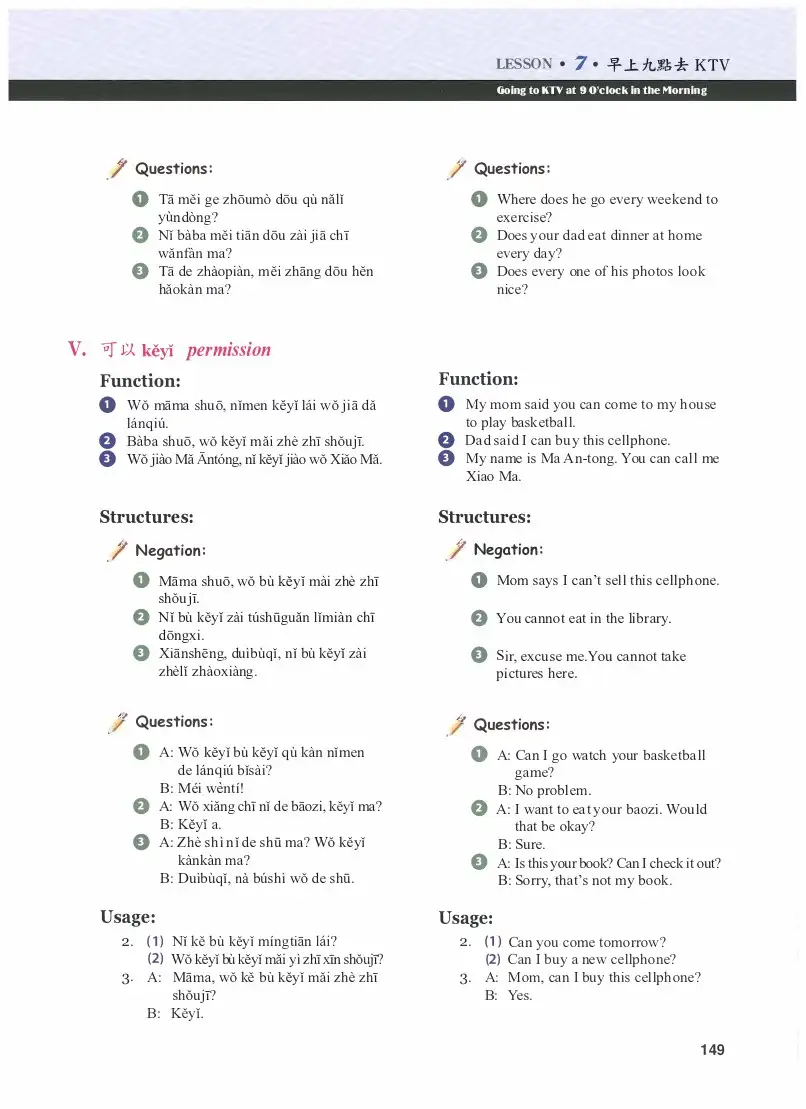 LESSON • 7 • 早上九點去 KTV
Going to KTV at 9 O'clock in the Morning
Questions:
1 Tā měi ge zhōumò dōu qù nǎlǐ
yùndòng?
2 Nǐ bàba měi tiān dōu zài jiā chī
wǎnfàn ma?
3 Tā de zhàopiàn, měi zhāng dōu hěn
hǎokàn ma?
Questions:
1 Where does he go every weekend to
exercise?
2 Does your dad eat dinner at home
every day?
3 Does every one of his photos look
nice?
V. 可以 kěyǐ permission
Function:
1 Wǒ māma shuō, nǐmen kěyǐ lái wǒ jiā dǎ
lánqiú.
2 Bàba shuō, wǒ kěyǐ mǎi zhè zhī shǒujī.
3 Wǒ jiào Mǎ Āntóng, nǐ kěyǐ jiào wǒ Xiǎo Mǎ.
Function:
1 My mom said you can come to my house
to play basketball.
2 Dad said I can buy this cellphone.
3 My name is Ma An-tong. You can call me
Xiao Ma.
Structures:
Negation:
1 Māma shuō, wǒ bù kěyǐ mài zhè zhī
shǒujī.
2 Nǐ bù kěyǐ zài túshūguǎn lǐmiàn chī
dōngxi.
3 Xiānshēng, duìbùqǐ, nǐ bù kěyǐ zài
zhèlǐ zhàoxiàng.
Structures:
Negation:
1 Mom says I can't sell this cellphone.
2 You cannot eat in the library.
3 Sir, excuse me.You cannot take
pictures here.
Questions:
1 A: Wǒ kěyǐ bù kěyǐ qù kàn nǐmen
de lánqiú bǐsài?
B: Méi wèntí!
2 A: Wǒ xiǎng chī nǐ de bāozi, kěyǐ ma?
B: Kěyǐ a.
3 A: Zhè shì nǐ de shū ma? Wǒ kěyǐ
kànkàn ma?
B: Duìbùqǐ, nà búshì wǒ de shū.
Questions:
1 A: Can I go watch your basketball
game?
B: No problem.
2 A: I want to eat your baozi. Would
that be okay?
B: Sure.
3 A: Is this your book? Can I check it out?
B: Sorry, that's not my book.
Usage:
2. (1) Nǐ kě bù kěyǐ míngtiān lái?
(2) Wǒ kěyǐ bù kěyǐ mǎi yì zhī xīn shǒujī?
3. A: Māma, wǒ kě bù kěyǐ mǎi zhè zhī
shǒujī?
B: Kěyǐ.
Usage:
2. (1) Can you come tomorrow?
(2) Can I buy a new cellphone?
3. A: Mom, can I buy this cellphone?
B: Yes.
149